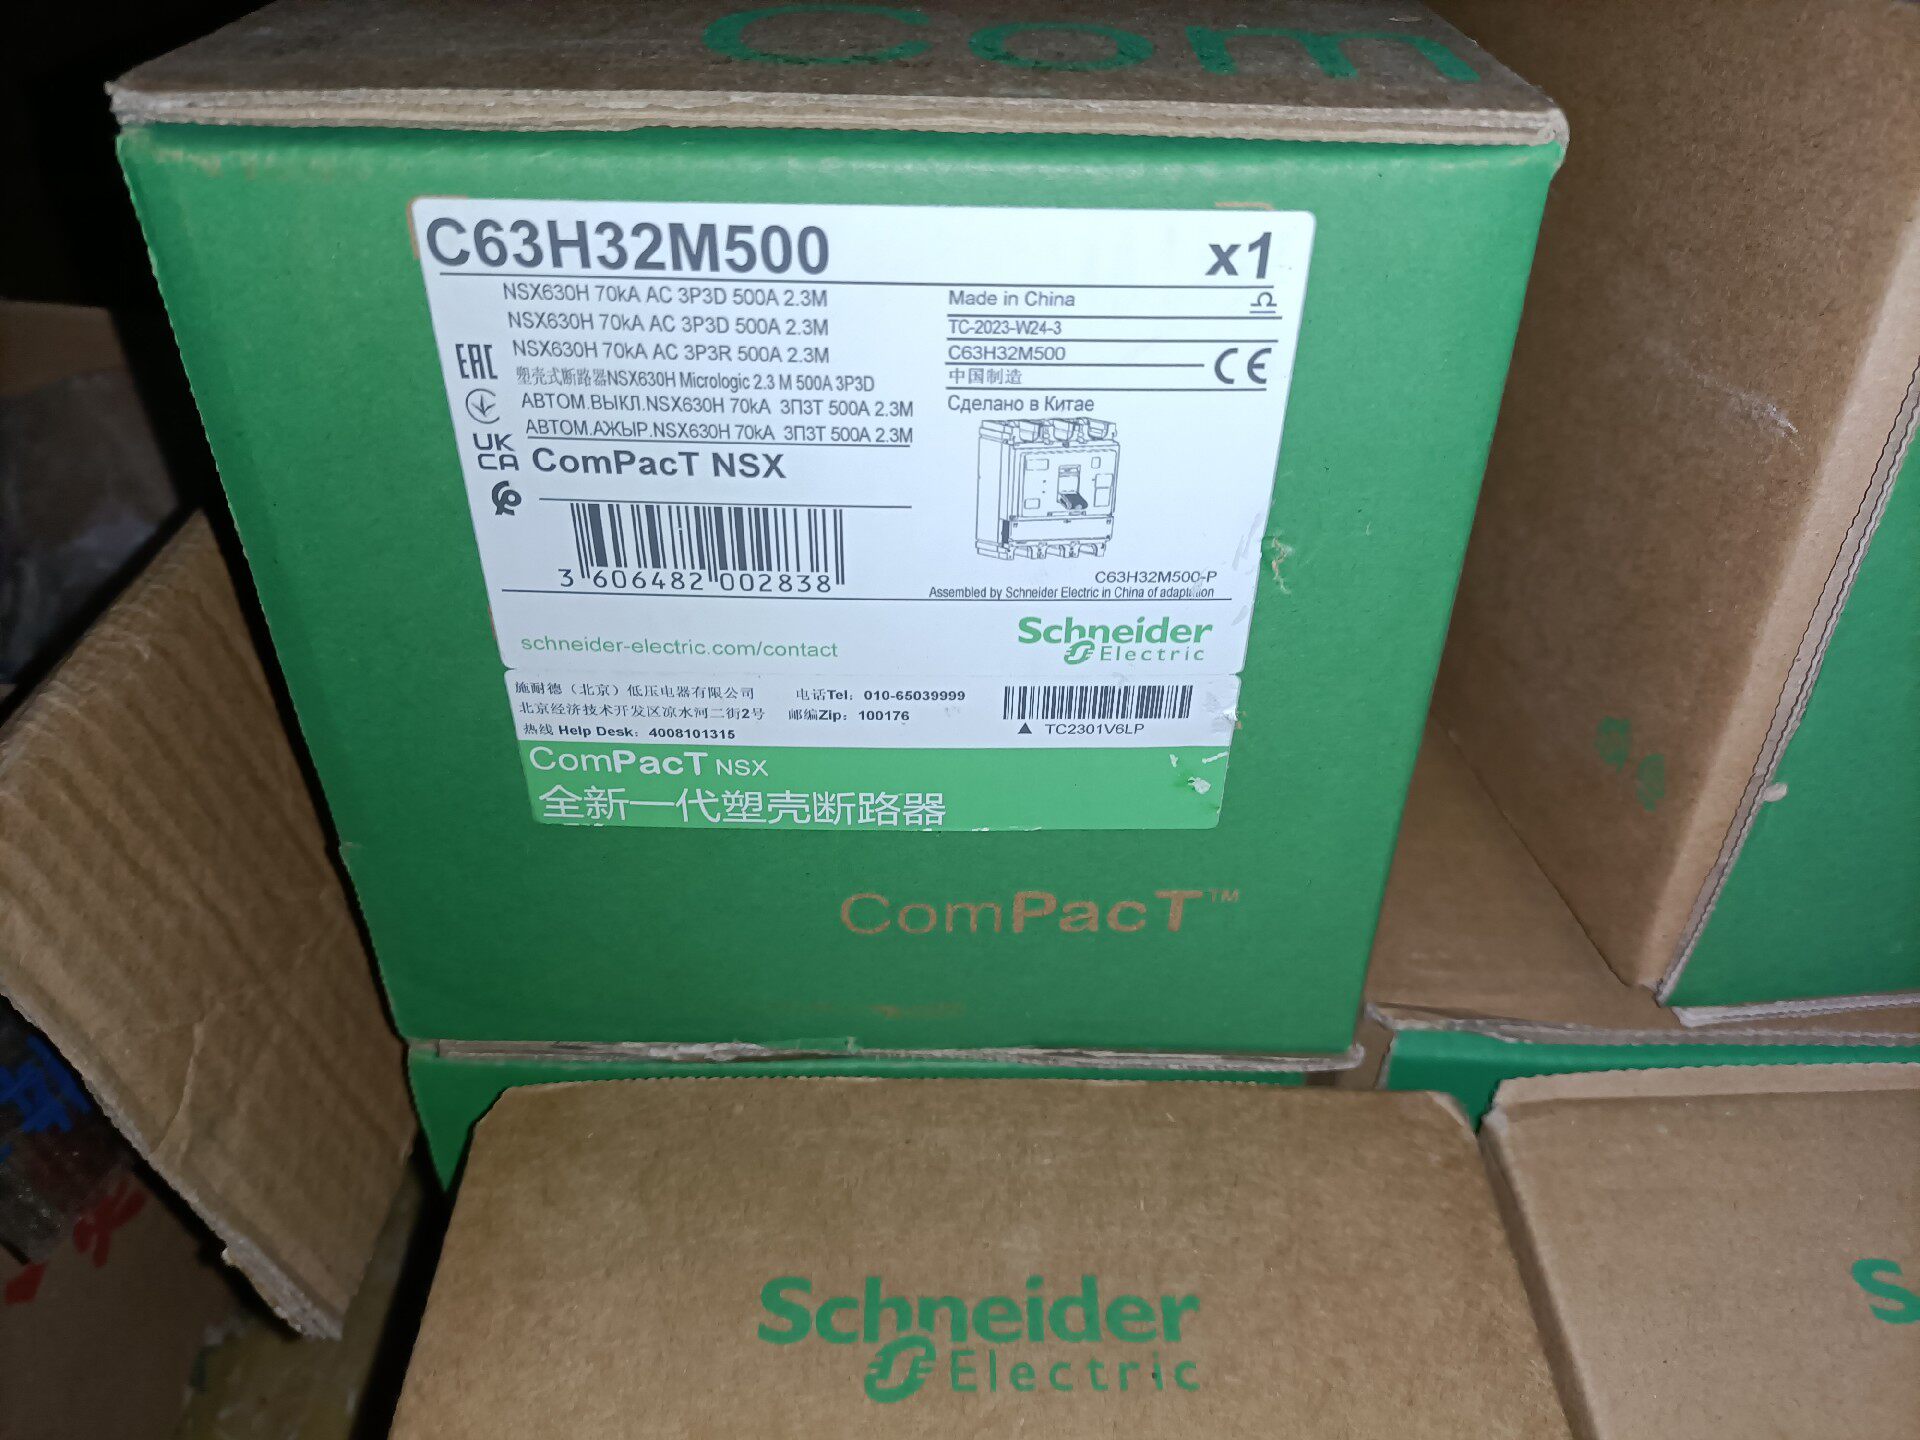 Com
C63H32M500
x1
NSX630H 70kA AC 3P3D 500A 2.3M
NSX630H 70kA AC 3P3D 500A 2.3M
NSX630H 70kA AC 3P3R 500A 2.3M
塑壳式断路器NSX630H Micrologic 2.3 M 500A 3P3D
АВТОМ.ВЫКЛ.NSX630H 70kA 3П3Т 500A 2.3M
АВТОМ.АЖЫР.NSX630H 70kA 3П3Т 500A 2.3M
ComPacT NSX
EAC
UK
CA
3 606482 002838
Made in China
TC-2023-W24-3
C63H32M500
中国制造
Сделано в Китае
CE
C63H32M500-P
Assembled by Schneider Electric in China of adaptation
schneider-electric.com/contact
Schneider
Electric
施耐德（北京）低压电器有限公司 电话Tel：010-65039999
北京经济技术开发区凉水河二街2号 邮编Zip：100176
热线 Help Desk：4008101315
▲ TC2301V6LP
ComPacT NSX
全新一代塑壳断路器
ComPacT™
Schneider
Electric
S